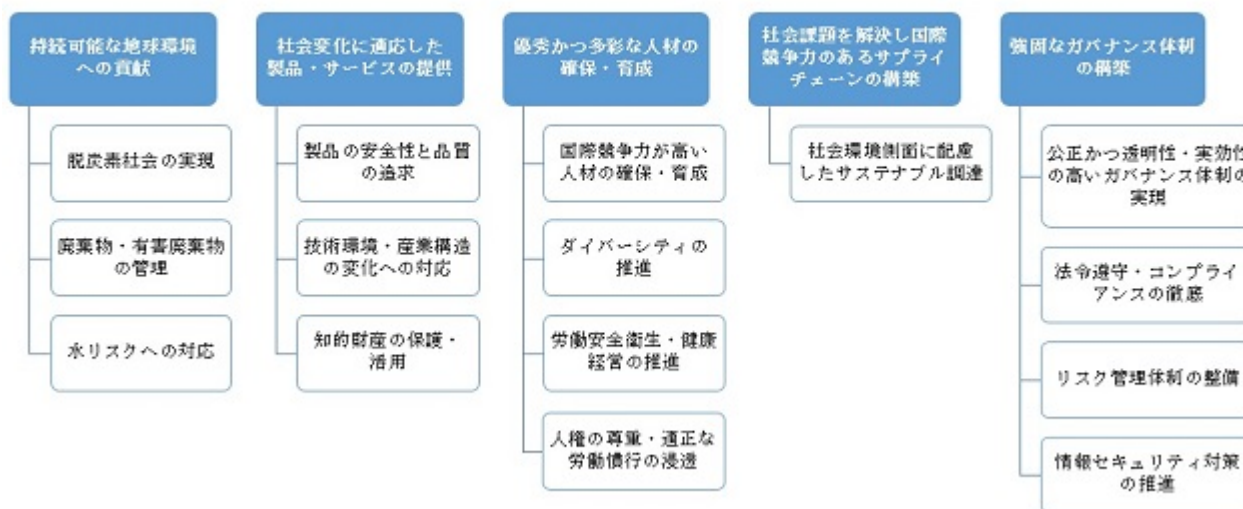 持続可能な地球環境
への貢献
脱炭素社会の実現
廃棄物・有害廃棄物
の管理
水リスクへの対応
社会変化に適応した
製品・サービスの提供
製品の安全性と品質
の追求
技術環境・産業構造
の変化への対応
知的財産の保護・
活用
優秀かつ多彩な人材の
確保・育成
国際競争力が高い
人材の確保・育成
ダイバーシティの
推進
労働安全衛生・健康
経営の推進
人権の尊重・適正な
労働慣行の浸透
社会課題を解決し国際
競争力のあるサプライ
チェーンの構築
社会環境側面に配慮
したサステナブル調達
強固なガバナンス体制
の構築
公正かつ透明性・実効性
の高いガバナンス体制の
実現
法令遵守・コンプライ
アンスの徹底
リスク管理体制の整備
情報セキュリティ対策
の推進